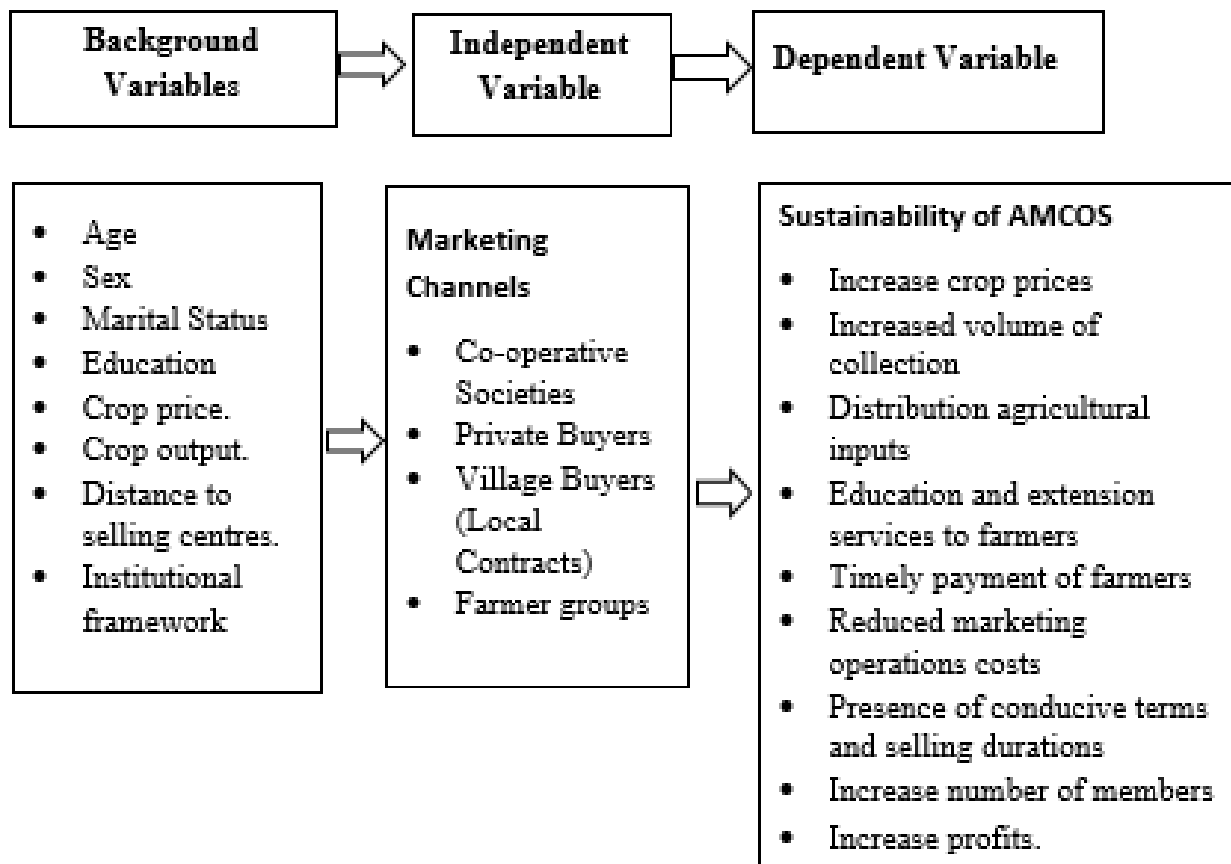 Background
Variables
Independent
Variable
Dependent Variable
• Age
• Sex
• Marital Status
• Education
• Crop price.
• Crop output.
• Distance to
selling centres.
• Institutional
framework
Marketing
Channels
• Co-operative
Societies
• Private Buyers
• Village Buyers
(Local
Contracts)
• Farmer groups
Sustainability of AMCOS
• Increase crop prices
• Increased volume of
collection
• Distribution agricultural
inputs
• Education and extension
services to farmers
• Timely payment of farmers
• Reduced marketing
operations costs
• Presence of conducive terms
and selling durations
• Increase number of members
• Increase profits.